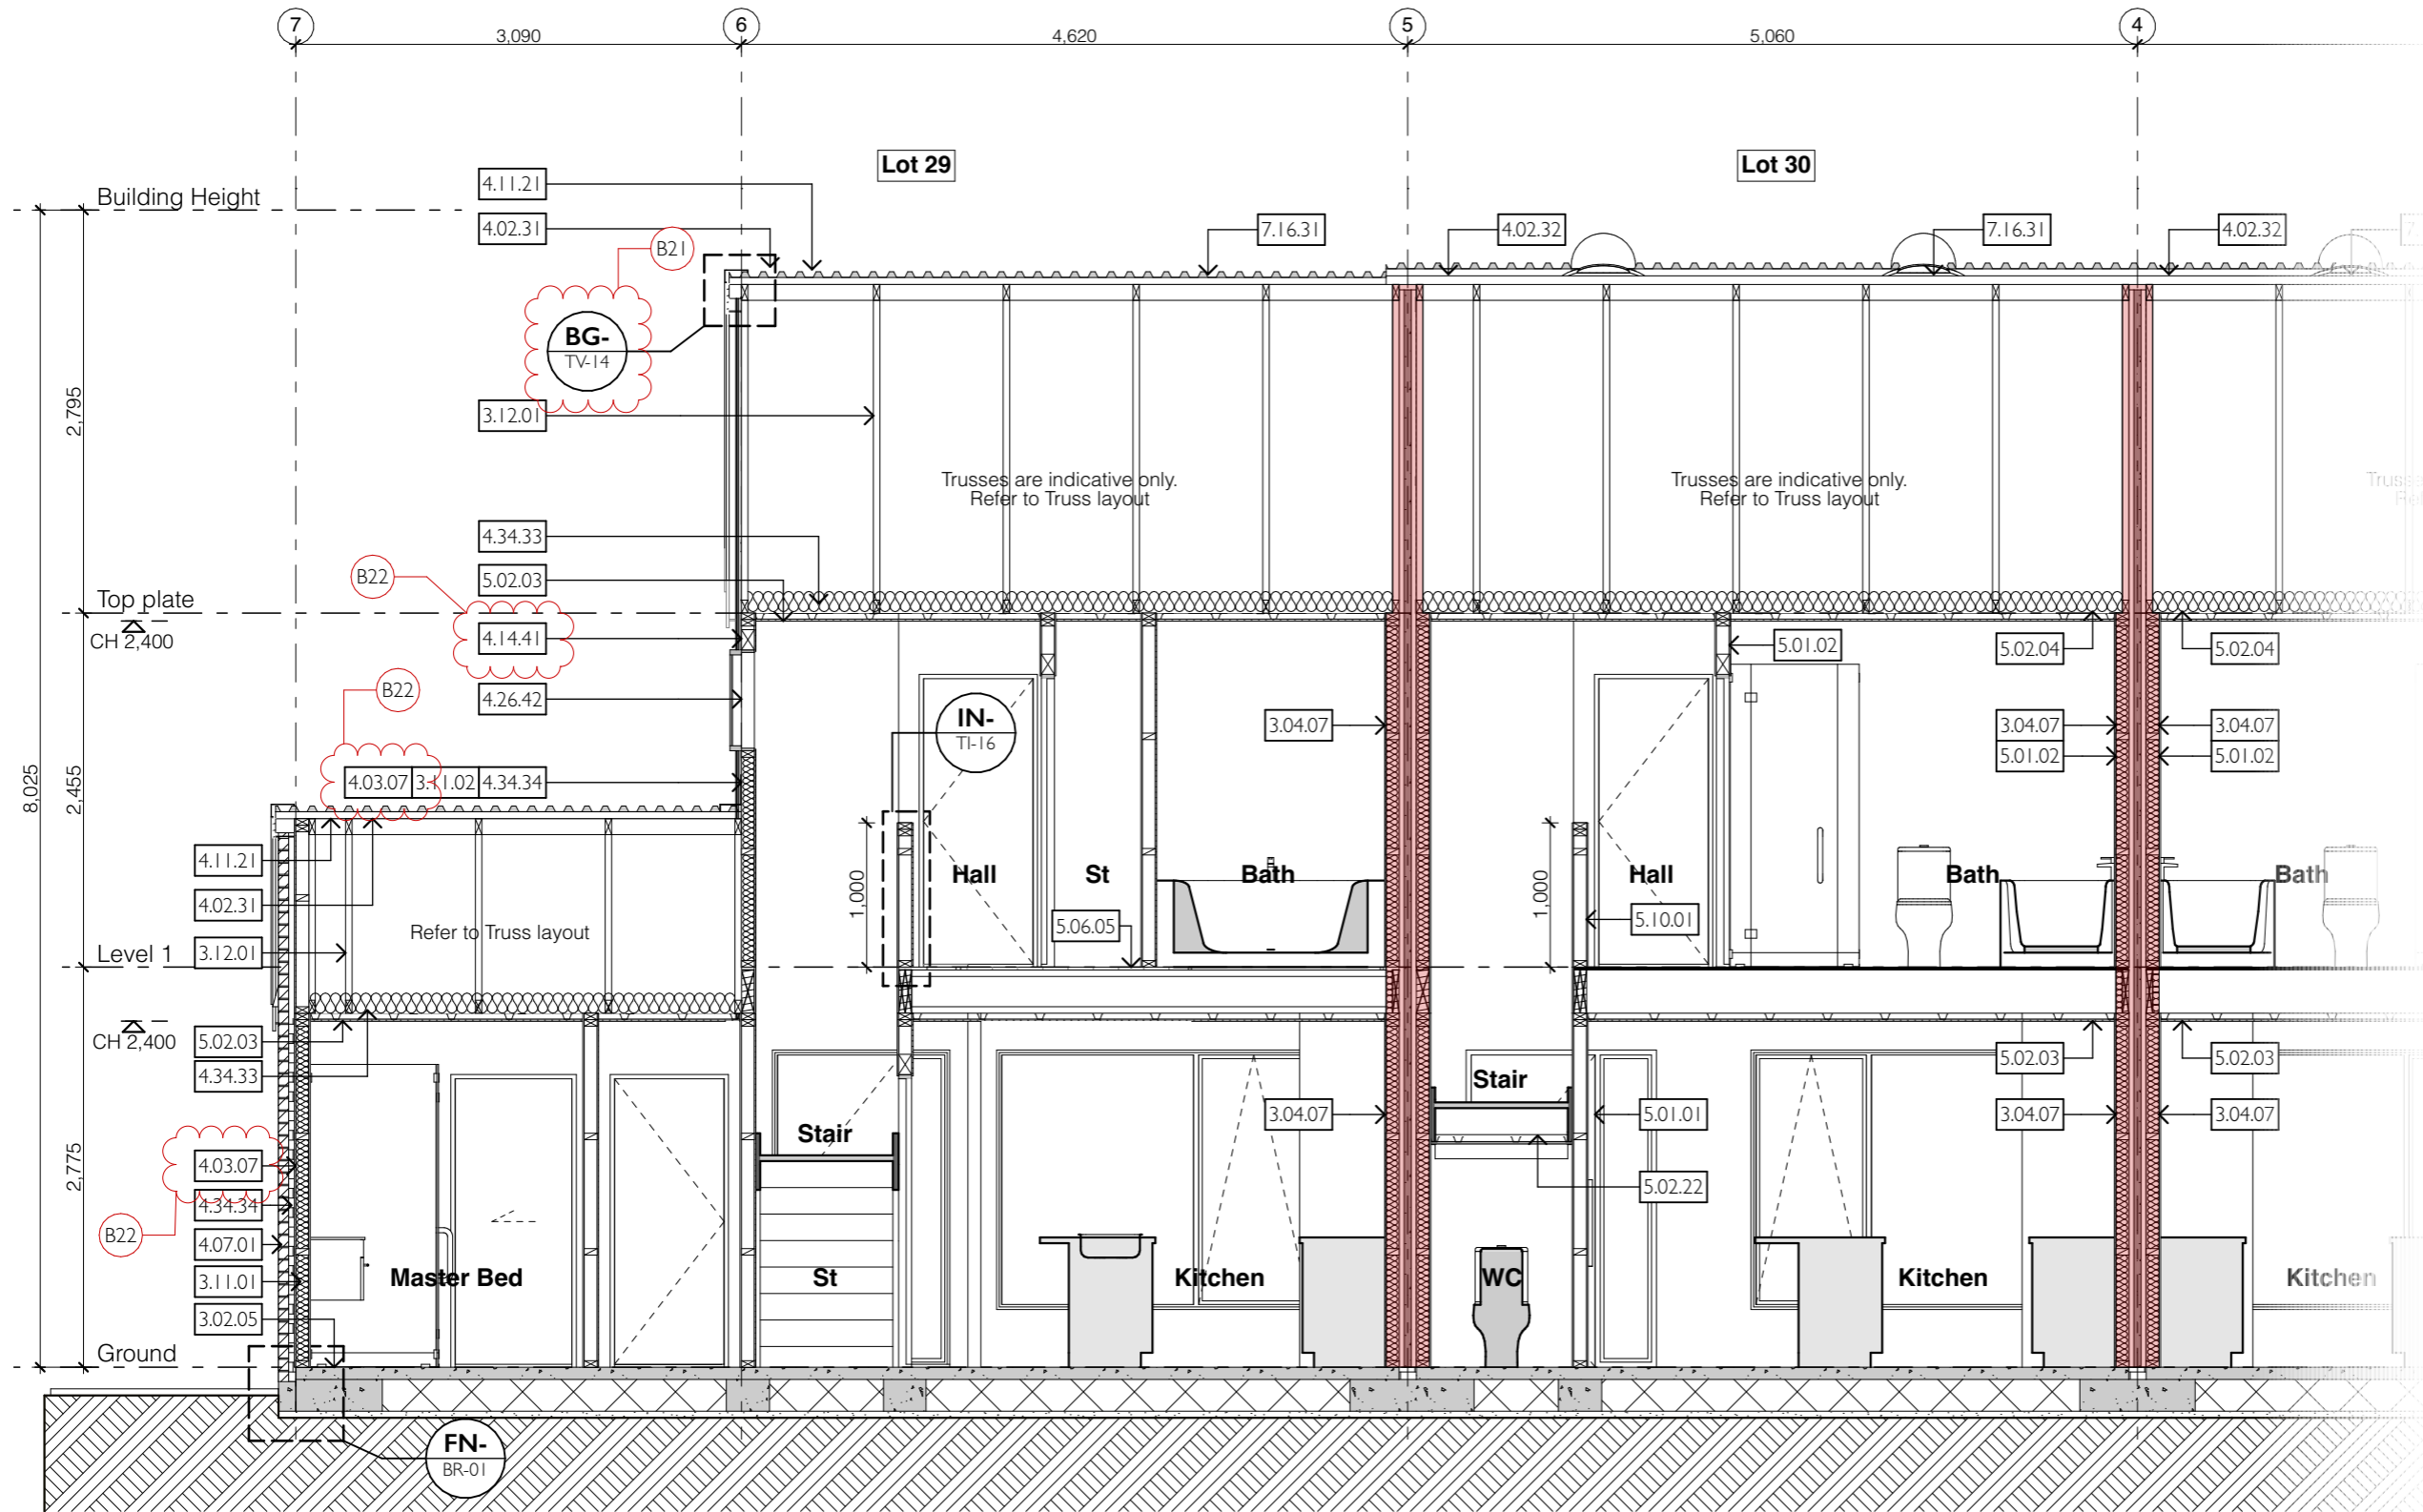 7
6
5
4
3,090
4,620
5,060
Lot 29
Lot 30
4.11.21
Building Height
4.02.31
B21
7.16.31
4.02.32
7.16.31
4.02.32
7.
BG-
TV-14
2,795
3.12.01
Trusses are indicative only.
Refer to Truss layout
Trusses are indicative only.
Refer to Truss layout
4.34.33
B22
5.02.03
Top plate
CH 2,400
4.14.41
5.01.02
5.02.04
5.02.04
B22
4.26.42
IN-
TI-16
3.04.07
3.04.07
3.04.07
5.01.02
5.01.02
8,025
2,455
4.03.07
3.11.02
4.34.34
4.11.21
1,000
Hall
St
Bath
1,000
Hall
Bath
Bath
4.02.31
5.06.05
5.10.01
Refer to Truss layout
Level 1
3.12.01
CH 2,400
5.02.03
5.02.03
5.02.03
4.34.33
Stair
3.04.07
5.01.01
3.04.07
3.04.07
Stair
2,775
4.03.07
5.02.22
4.34.34
B22
4.07.01
3.11.01
Master Bed
St
Kitchen
WC
Kitchen
Kitchen
3.02.05
Ground
FN-
BR-01